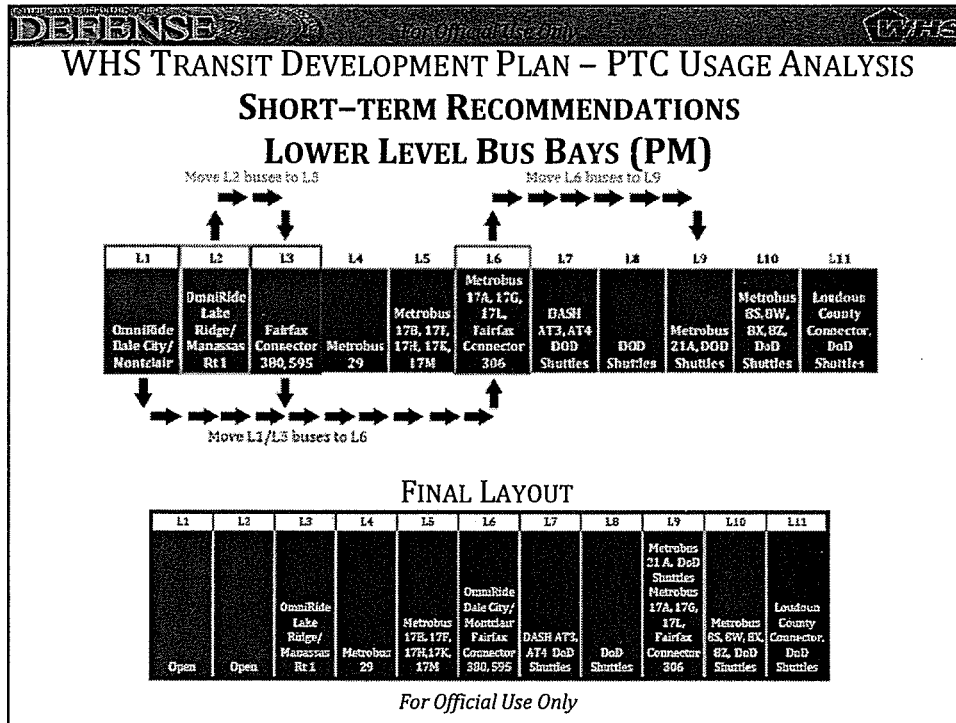 DEFENSE
For Official Use Only
WHS
WHS TRANSIT DEVELOPMENT PLAN – PTC USAGE ANALYSIS
SHORT–TERM RECOMMENDATIONS
LOWER LEVEL BUS BAYS (PM)
Move L2 buses to L3
Move L6 buses to L9
L1 L2 L3 L4 L5 L6 L7 L8 L9 L10 L11
OmniRide
Dale City/
Montclair
OmniRide
Lake
Ridge/
Manassas
Rt 1
Fairfax
Connector
380, 595
Metrobus
29
Metrobus
17B, 17F,
17H, 17K,
17M
Metrobus
17A, 17G,
17L,
Fairfax
Connector
306
DASH
AT3, AT4
DOD
Shuttles
DOD
Shuttles
Metrobus
21A, DOD
Shuttles
Metrobus
8S, 8W,
8X, 8Z,
DoD
Shuttles
Loudoun
County
Connector,
DoD
Shuttles
Move L1/L3 buses to L6
FINAL LAYOUT
L1 L2 L3 L4 L5 L6 L7 L8 L9 L10 L11
Open
Open
OmniRide
Lake
Ridge/
Manassas
Rt 1
Metrobus
29
Metrobus
17B, 17F,
17H, 17K,
17M
OmniRide
Dale City/
Montclair
Fairfax
Connector
380, 595
DASH AT3,
AT4 DoD
Shuttles
DoD
Shuttles
Metrobus
21A, DoD
Shuttles
Metrobus
17A, 17G,
17L,
Fairfax
Connector
306
Metrobus
8S, 8W, 8X,
8Z, DoD
Shuttles
Loudoun
County
Connector,
DoD
Shuttles
For Official Use Only